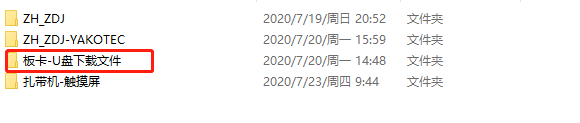 ZH_ZDJ 2020/7/19/周日 20:52 文件夹
ZH_ZDJ-YAKOTEC 2020/7/20/周一 15:59 文件夹
板卡-U盘下载文件 2020/7/20/周一 14:48 文件夹
扎带机-触摸屏 2020/7/23/周四 9:44 文件夹